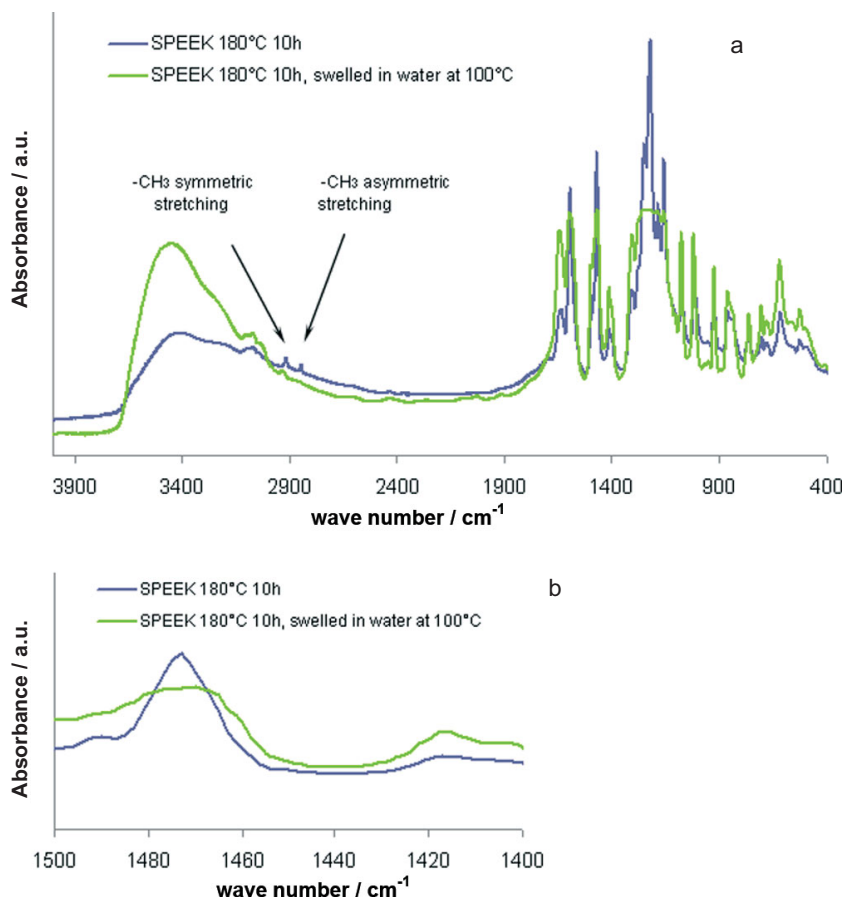 SPEEK 180°C 10h
a
SPEEK 180°C 10h, swelled in water at 100°C
-CH₃ symmetric
stretching
-CH₃ asymmetric
stretching
Absorbance / a.u.
3900 3400 2900 2400 1900 1400 900 400
wave number / cm⁻¹
SPEEK 180°C 10h
b
SPEEK 180°C 10h, swelled in water at 100°C
Absorbance / a.u.
1500 1480 1460 1440 1420 1400
wave number / cm⁻¹